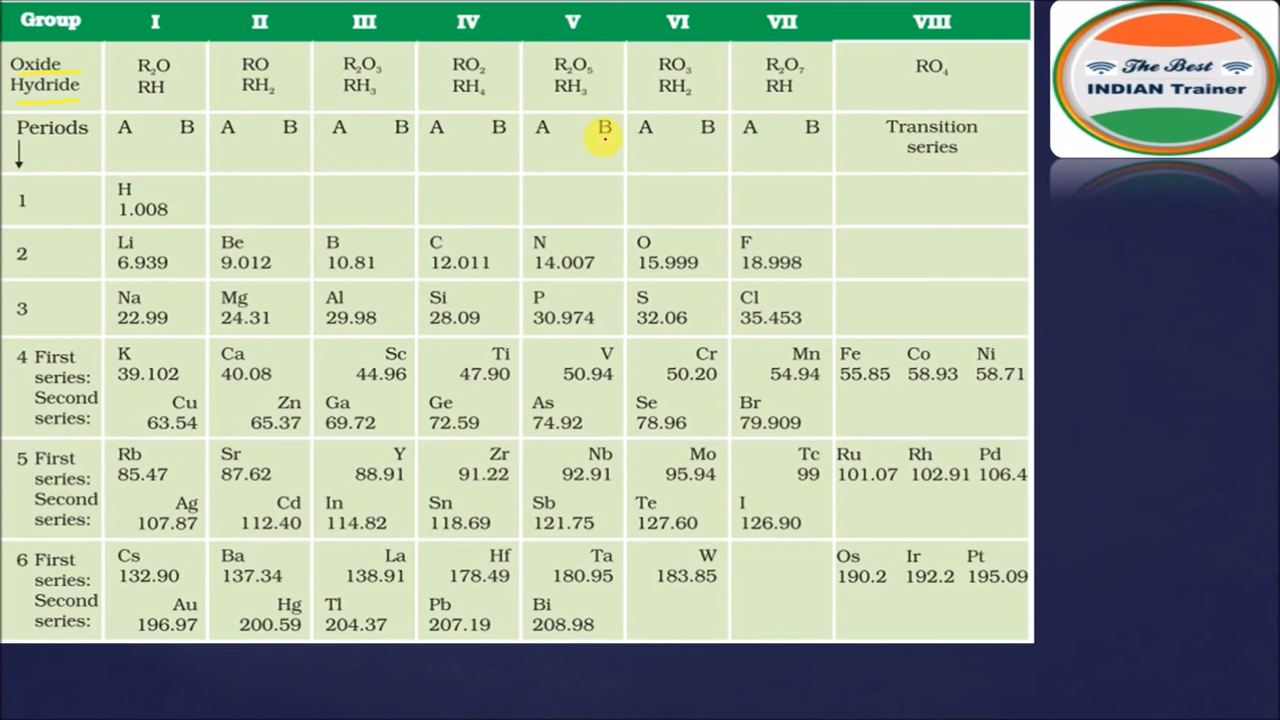 Group I II III IV V VI VII VIII
Oxide R₂O RO R₂O₃ RO₂ R₂O₅ RO₃ R₂O₇ RO₄
Hydride RH RH₂ RH₃ RH₄ RH₃ RH₂ RH
Periods A B A B A B A B A B A B A B Transition
↓ series
1 H
1.008
2 Li Be B C N O F
6.939 9.012 10.81 12.011 14.007 15.999 18.998
3 Na Mg Al Si P S Cl
22.99 24.31 29.98 28.09 30.974 32.06 35.453
4 First K Ca Sc Ti V Cr Mn Fe Co Ni
series: 39.102 40.08 44.96 47.90 50.94 50.20 54.94 55.85 58.93 58.71
Second Cu Zn Ga Ge As Se Br
series: 63.54 65.37 69.72 72.59 74.92 78.96 79.909
5 First Rb Sr Y Zr Nb Mo Tc Ru Rh Pd
series: 85.47 87.62 88.91 91.22 92.91 95.94 99 101.07 102.91 106.4
Second Ag Cd In Sn Sb Te I
series: 107.87 112.40 114.82 118.69 121.75 127.60 126.90
6 First Cs Ba La Hf Ta W Os Ir Pt
series: 132.90 137.34 138.91 178.49 180.95 183.85 190.2 192.2 195.09
Second Au Hg Tl Pb Bi
series: 196.97 200.59 204.37 207.19 208.98
The Best
INDIAN Trainer